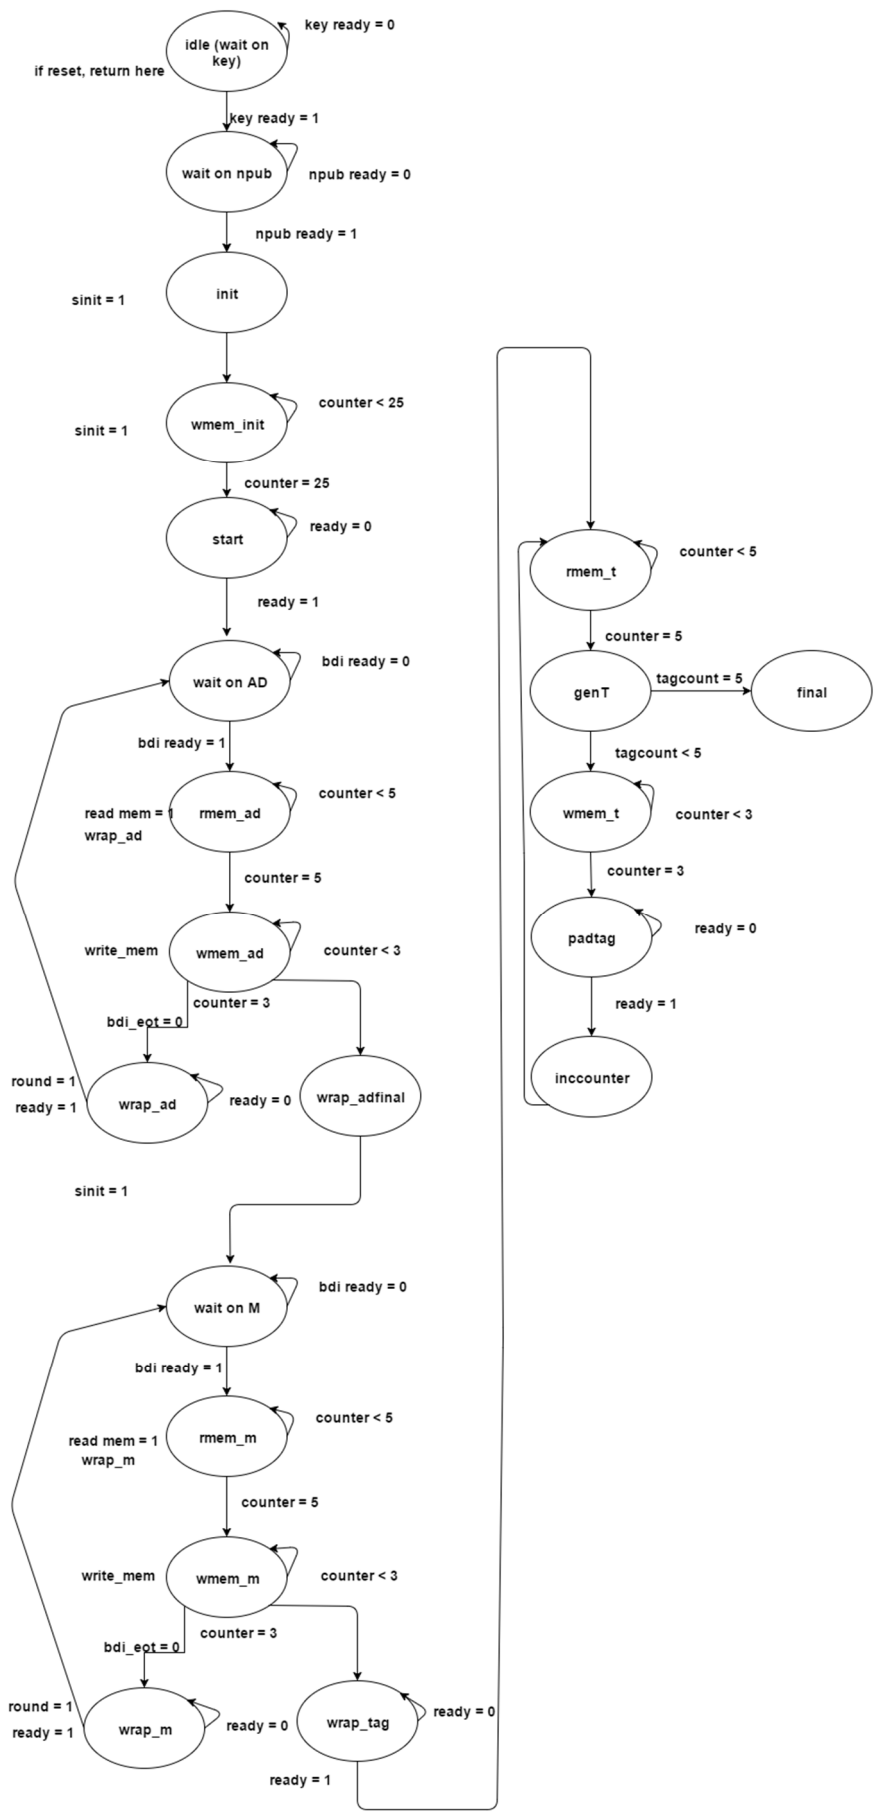 key ready = 0
idle (wait on
key)
if reset, return here
key ready = 1
wait on npub
npub ready = 0
npub ready = 1
init
sinit = 1
counter < 25
wmem_init
sinit = 1
counter = 25
ready = 0
start
ready = 1
bdi ready = 0
wait on AD
bdi ready = 1
counter < 5
read mem = 1
rmem_ad
wrap_ad
counter = 5
write_mem
wmem_ad
counter < 3
counter = 3
bdi_eot = 0
round = 1
ready = 1
wrap_ad
ready = 0
wrap_adfinal
sinit = 1
bdi ready = 0
wait on M
bdi ready = 1
counter < 5
read mem = 1
rmem_m
wrap_m
counter = 5
write_mem
wmem_m
counter < 3
counter = 3
bdi_eot = 0
round = 1
ready = 1
wrap_m
ready = 0
wrap_tag
ready = 0
ready = 1
counter < 5
rmem_t
counter = 5
genT
tagcount = 5
final
tagcount < 5
wmem_t
counter < 3
counter = 3
padtag
ready = 0
ready = 1
inccounter